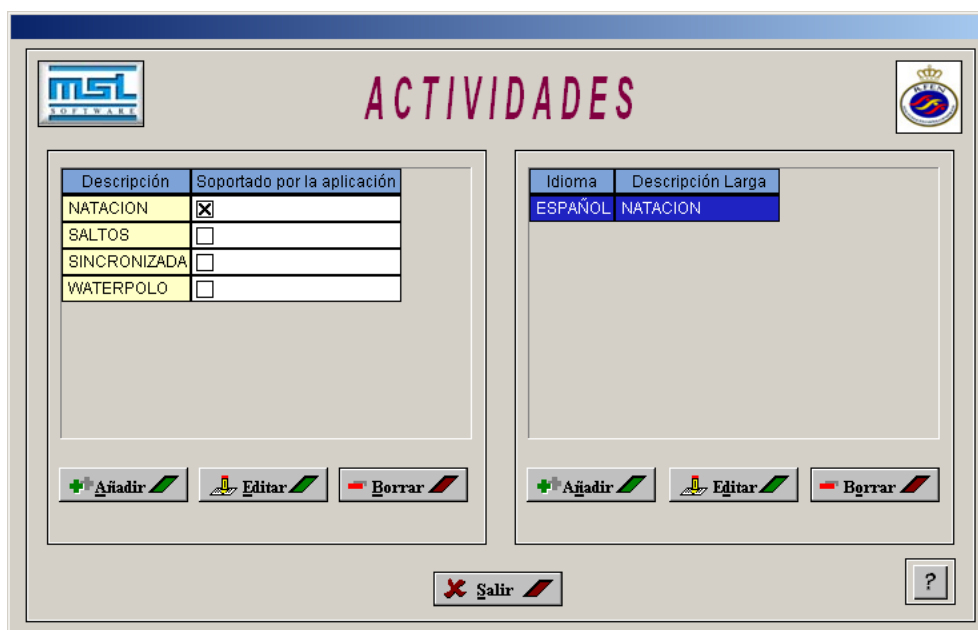 msl
SOFTWARE
ACTIVIDADES
R.F.E.N.
Descripción Soportado por la aplicación
NATACION
SALTOS
SINCRONIZADA
WATERPOLO
Añadir Editar Borrar
Idioma Descripción Larga
ESPAÑOL NATACION
Añadir Editar Borrar
Salir
?